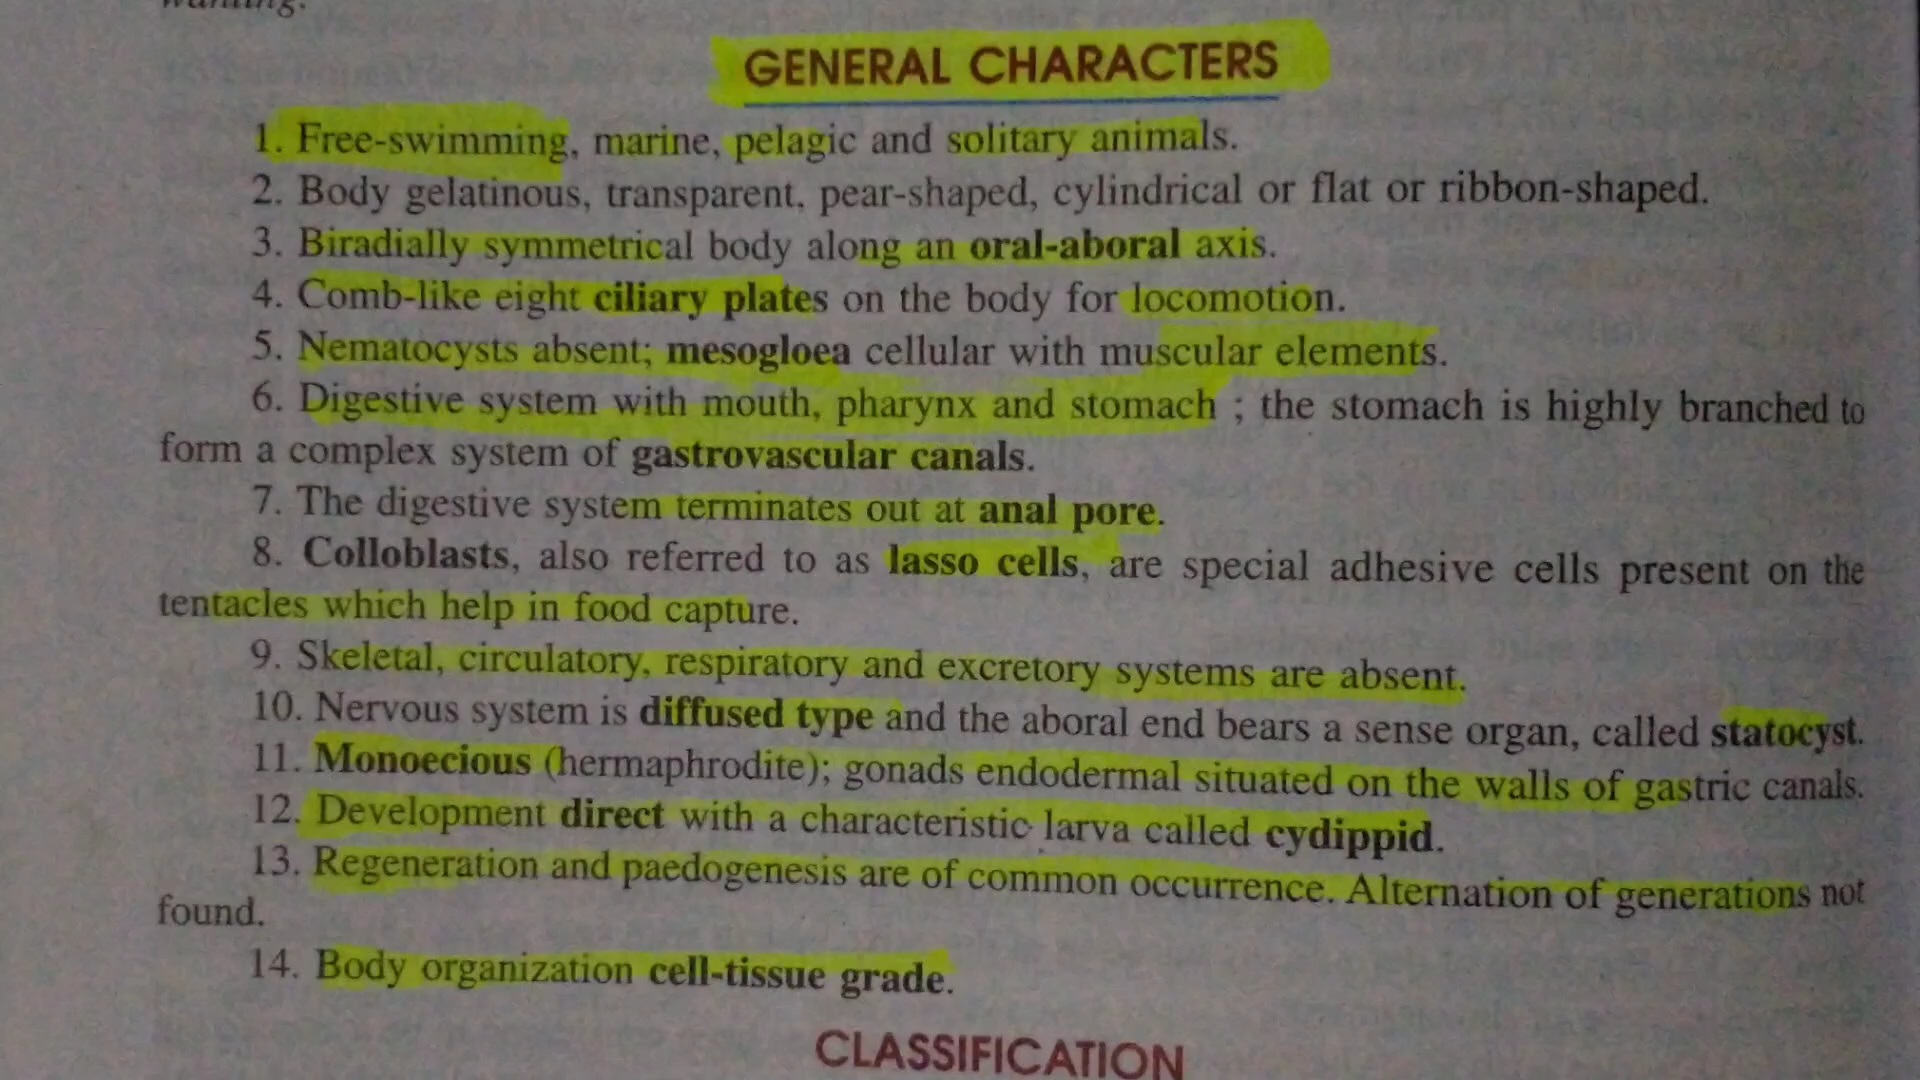 wanting.
GENERAL CHARACTERS
1. Free-swimming, marine, pelagic and solitary animals.
2. Body gelatinous, transparent, pear-shaped, cylindrical or flat or ribbon-shaped.
3. Biradially symmetrical body along an oral-aboral axis.
4. Comb-like eight ciliary plates on the body for locomotion.
5. Nematocysts absent; mesogloea cellular with muscular elements.
6. Digestive system with mouth, pharynx and stomach ; the stomach is highly branched to
form a complex system of gastrovascular canals.
7. The digestive system terminates out at anal pore.
8. Colloblasts, also referred to as lasso cells, are special adhesive cells present on the
tentacles which help in food capture.
9. Skeletal, circulatory, respiratory and excretory systems are absent.
10. Nervous system is diffused type and the aboral end bears a sense organ, called statocyst.
11. Monoecious (hermaphrodite); gonads endodermal situated on the walls of gastric canals.
12. Development direct with a characteristic larva called cydippid.
13. Regeneration and paedogenesis are of common occurrence. Alternation of generations not
found.
14. Body organization cell-tissue grade.
CLASSIFICATION